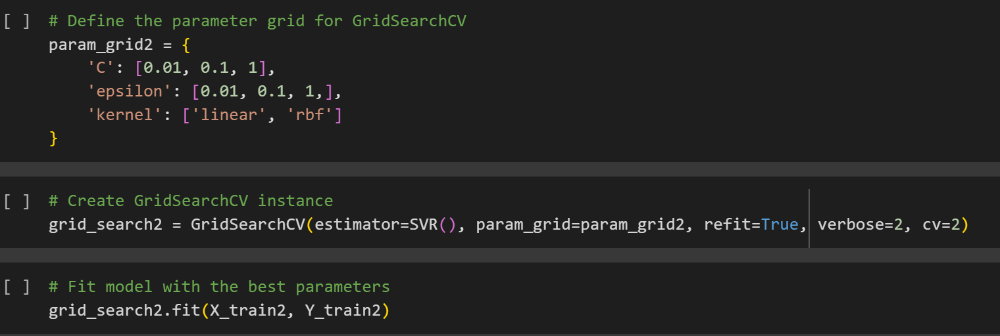 [ ] # Define the parameter grid for GridSearchCV
param_grid2 = {
'C': [0.01, 0.1, 1],
'epsilon': [0.01, 0.1, 1,],
'kernel': ['linear', 'rbf']
}
[ ] # Create GridSearchCV instance
grid_search2 = GridSearchCV(estimator=SVR(), param_grid=param_grid2, refit=True, verbose=2, cv=2)
[ ] # Fit model with the best parameters
grid_search2.fit(X_train2, Y_train2)